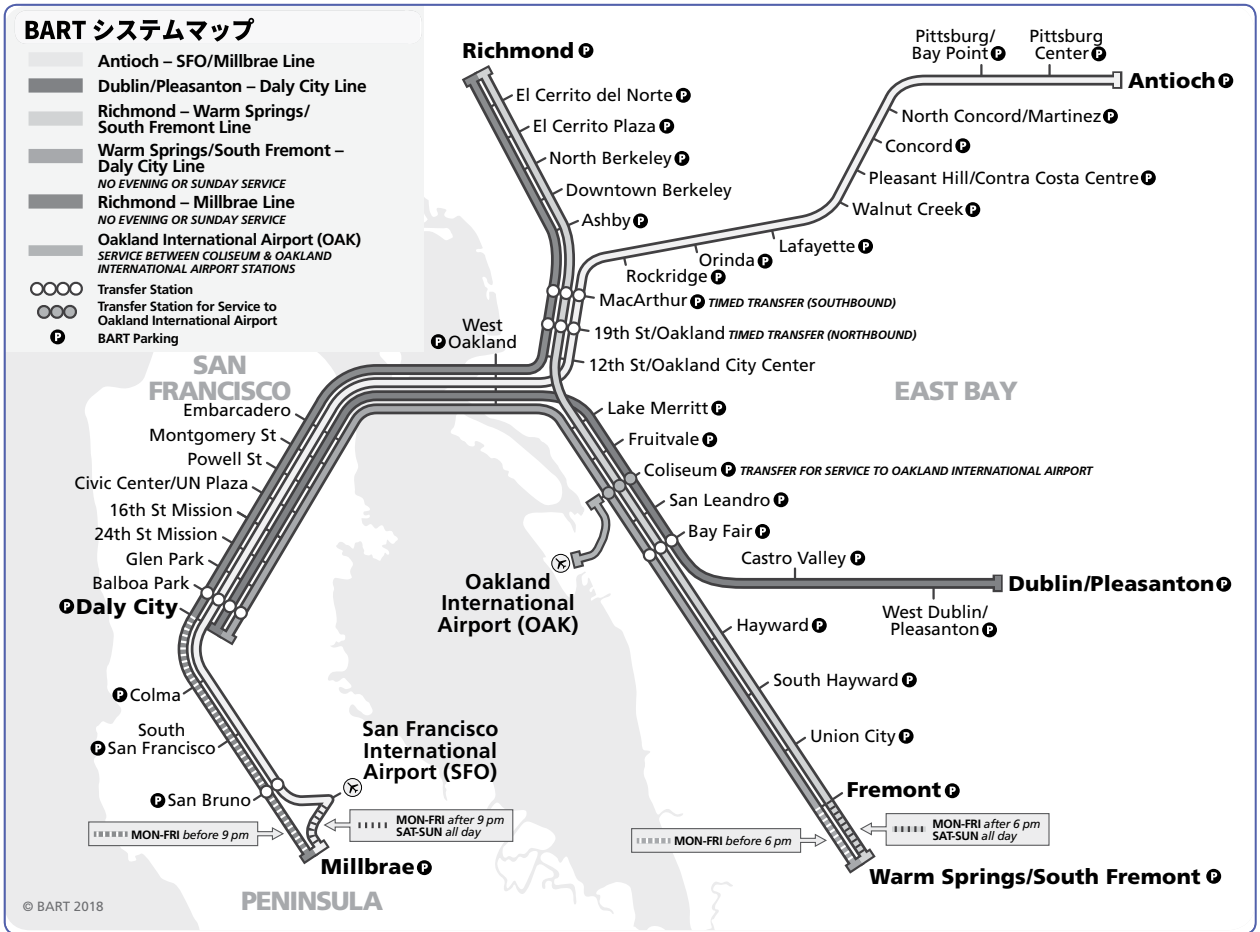 BART システムマップ
Antioch – SFO/Millbrae Line
Dublin/Pleasanton – Daly City Line
Richmond – Warm Springs/
South Fremont Line
Warm Springs/South Fremont –
Daly City Line
NO EVENING OR SUNDAY SERVICE
Richmond – Millbrae Line
NO EVENING OR SUNDAY SERVICE
Oakland International Airport (OAK)
SERVICE BETWEEN COLISEUM & OAKLAND
INTERNATIONAL AIRPORT STATIONS
Transfer Station
Transfer Station for Service to
Oakland International Airport
P BART Parking
Richmond P
El Cerrito del Norte P
El Cerrito Plaza P
North Berkeley P
Downtown Berkeley
Ashby P
Pittsburg/
Bay Point P
Pittsburg
Center P
Antioch P
North Concord/Martinez P
Concord P
Pleasant Hill/Contra Costa Centre P
Walnut Creek P
Lafayette P
Orinda P
Rockridge P
MacArthur P TIMED TRANSFER (SOUTHBOUND)
19th St/Oakland TIMED TRANSFER (NORTHBOUND)
12th St/Oakland City Center
West
P Oakland
SAN
FRANCISCO
EAST BAY
Embarcadero
Montgomery St
Powell St
Civic Center/UN Plaza
16th St Mission
24th St Mission
Glen Park
Balboa Park
P Daly City
Lake Merritt P
Fruitvale P
Coliseum P TRANSFER FOR SERVICE TO OAKLAND INTERNATIONAL AIRPORT
San Leandro P
Bay Fair P
Castro Valley P
Dublin/Pleasanton P
West Dublin/
Pleasanton P
Oakland
International
Airport (OAK)
Hayward P
South Hayward P
Union City P
Fremont P
P Colma
South
P San Francisco
San Francisco
International
Airport (SFO)
P San Bruno
MON-FRI before 9 pm
MON-FRI after 9 pm
SAT-SUN all day
Millbrae P
MON-FRI before 6 pm
MON-FRI after 6 pm
SAT-SUN all day
Warm Springs/South Fremont P
PENINSULA
© BART 2018